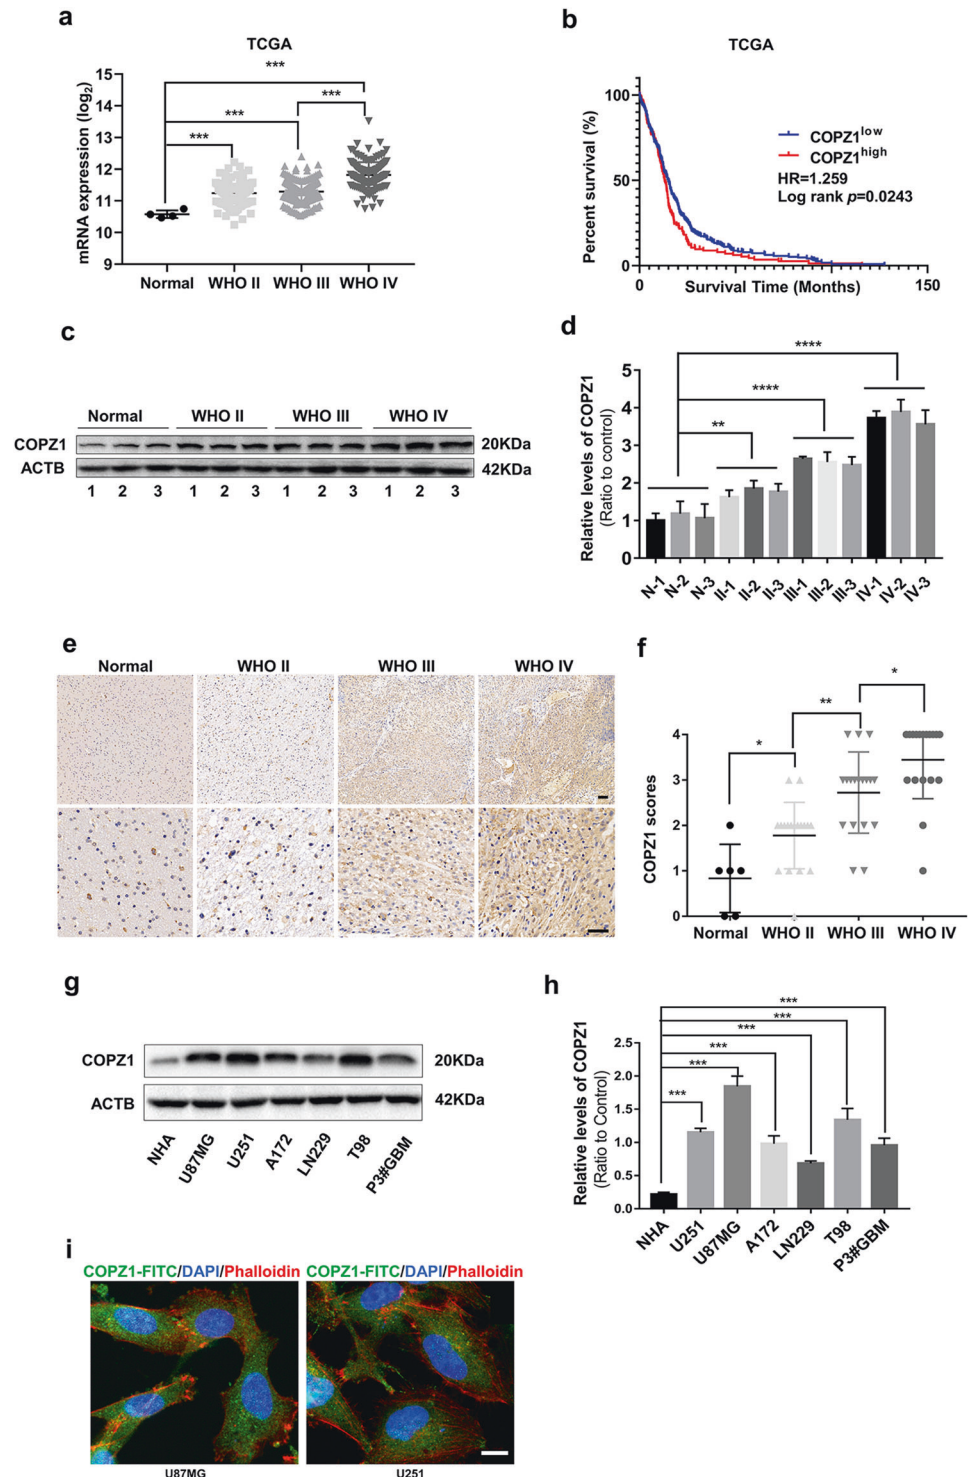 a
TCGA
mRNA expression (log2)
15
14
13
12
11
10
9
***
***
***
***
Normal WHO II WHO III WHO IV
b
TCGA
Percent survival (%)
100
50
0
COPZ1low
COPZ1high
HR=1.259
Log rank p=0.0243
0 Survival Time (Months) 150
c
Normal WHO II WHO III WHO IV
COPZ1 20KDa
ACTB 42KDa
1 2 3 1 2 3 1 2 3 1 2 3
d
Relative levels of COPZ1
(Ratio to control)
5
4
3
2
1
0
****
****
**
N-1 N-2 N-3 II-1 II-2 II-3 III-1 III-2 III-3 IV-1 IV-2 IV-3
e
Normal WHO II WHO III WHO IV
f
COPZ1 scores
4
3
2
1
0
*
**
*
Normal WHO II WHO III WHO IV
g
COPZ1 20KDa
ACTB 42KDa
NHA U87MG U251 A172 LN229 T98 P3#GBM
h
Relative levels of COPZ1
(Ratio to Control)
2.5
2.0
1.5
1.0
0.5
0.0
***
***
***
***
***
***
NHA U251 U87MG A172 LN229 T98 P3#GBM
i
COPZ1-FITC/DAPI/Phalloidin COPZ1-FITC/DAPI/Phalloidin
U87MG U251